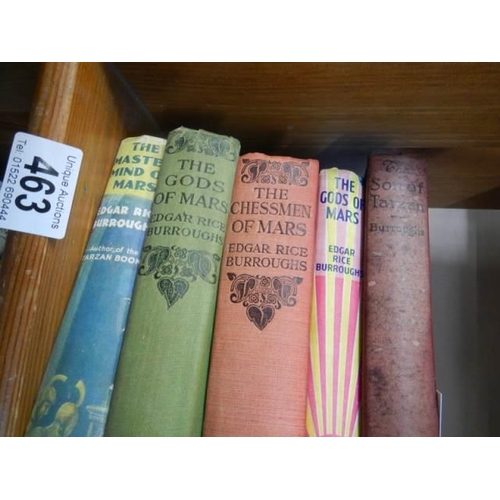 Unique Auctions
Tel. 01522 690444
463
THE
MASTER
MIND OF
MARS
EDGAR RICE
BURROUGHS
Author of the
TARZAN BOOKS
THE
GODS
OF MARS
EDGAR RICE
BURROUGHS
THE
CHESSMEN
OF MARS
EDGAR RICE
BURROUGHS
THE
GODS OF
MARS
EDGAR
RICE
BURROUGHS
The
Son of
Tarzan
Burroughs